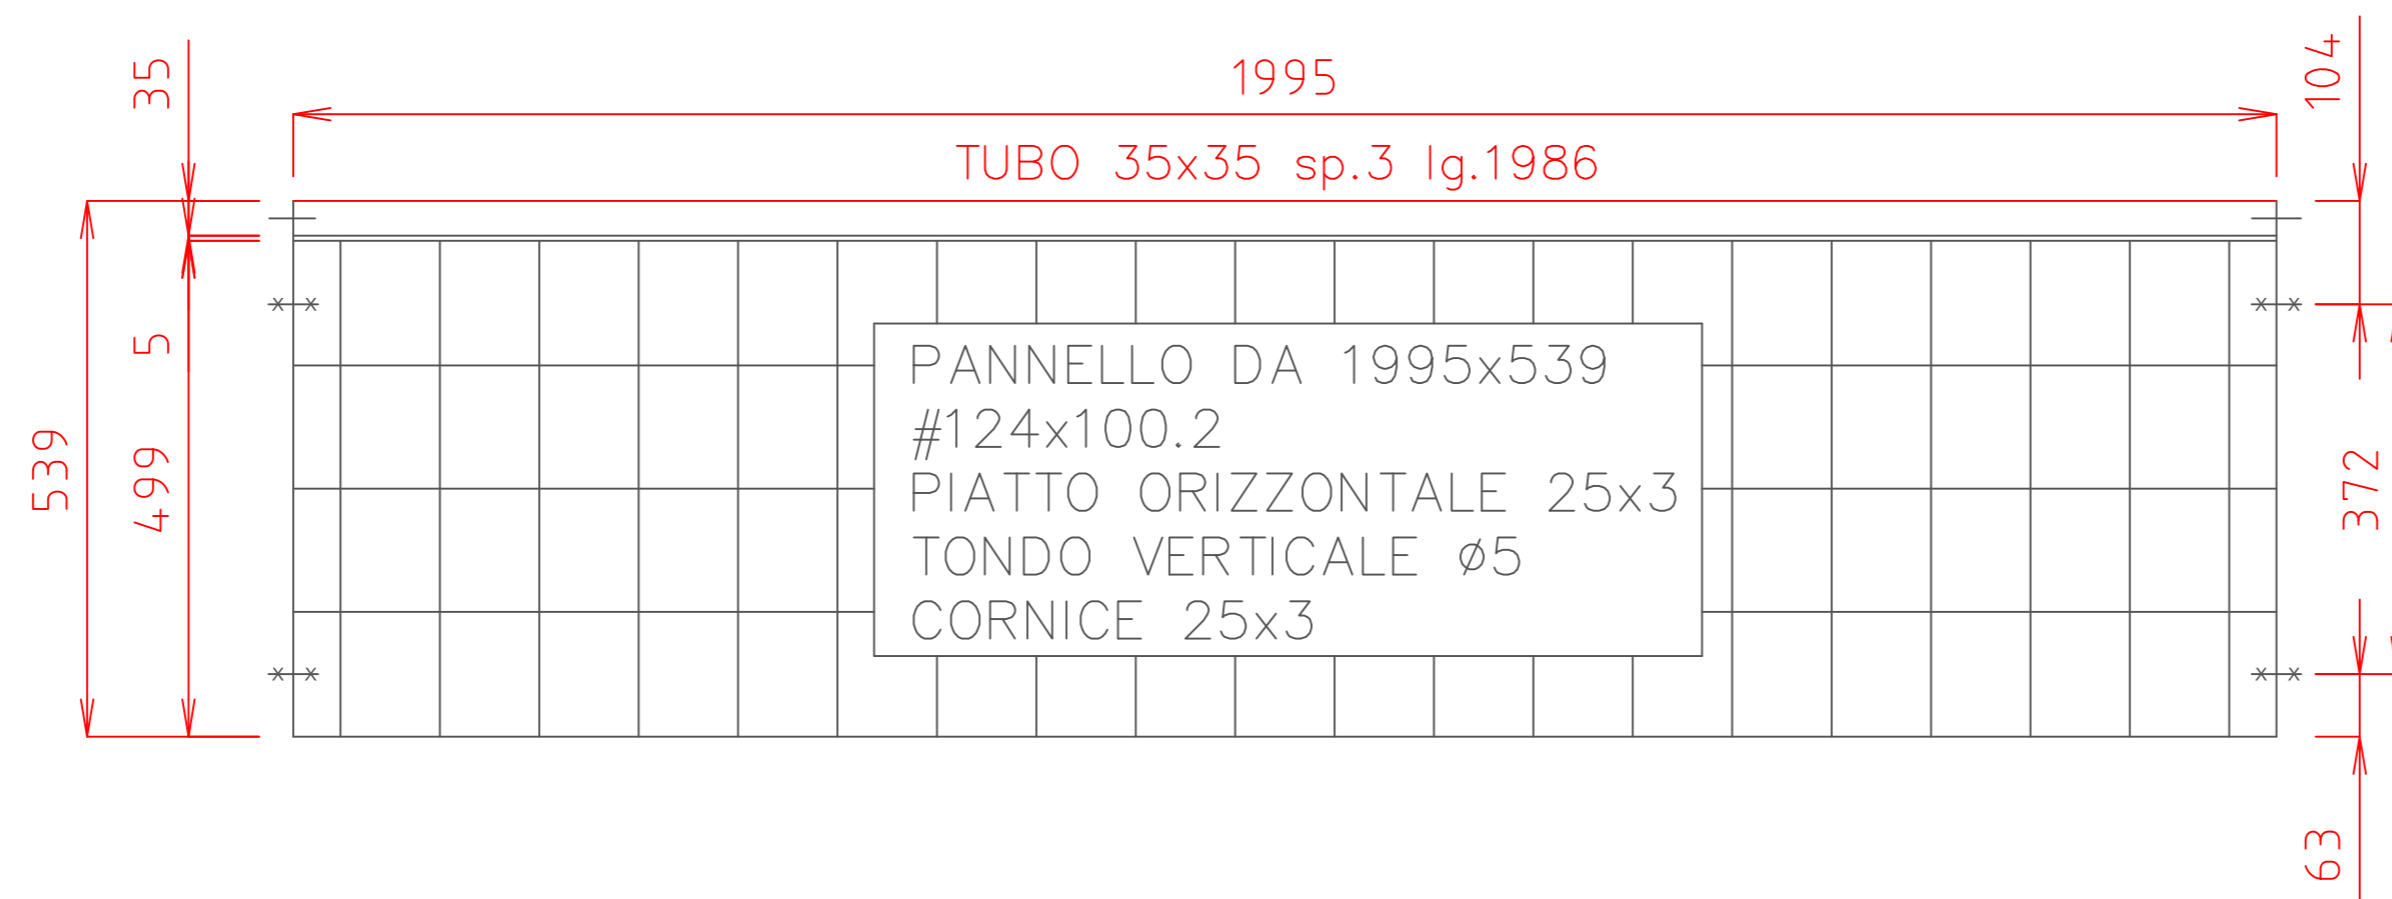 35
1995
104
TUBO 35x35 sp.3 lg.1986
PANNELLO DA 1995x539
#124x100.2
PIATTO ORIZZONTALE 25x3
TONDO VERTICALE ø5
CORNICE 25x3
5
539
499
372
63